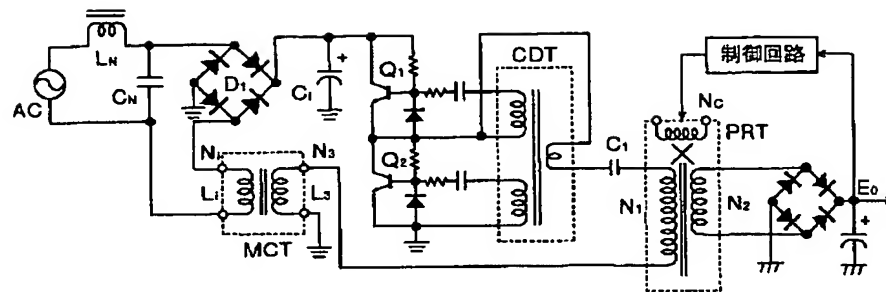 LN
CN
AC
D1
Ci
Q1
Q2
CDT
C1
制御回路
NC
PRT
N1
N2
E0
+
+
Ni
Li
N3
L3
MCT